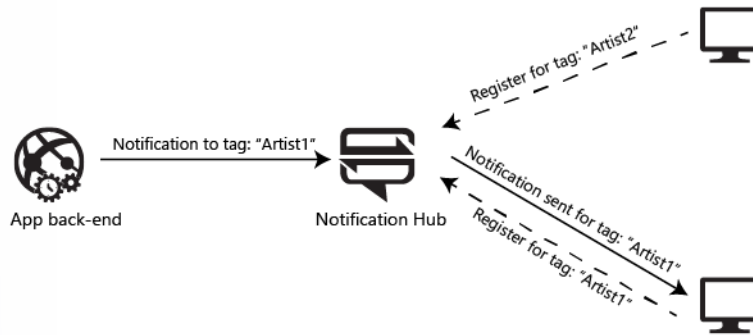 Register for tag: "Artist2"
Notification to tag: "Artist1"
App back-end
Notification Hub
Notification sent for tag: "Artist1"
Register for tag: "Artist1"